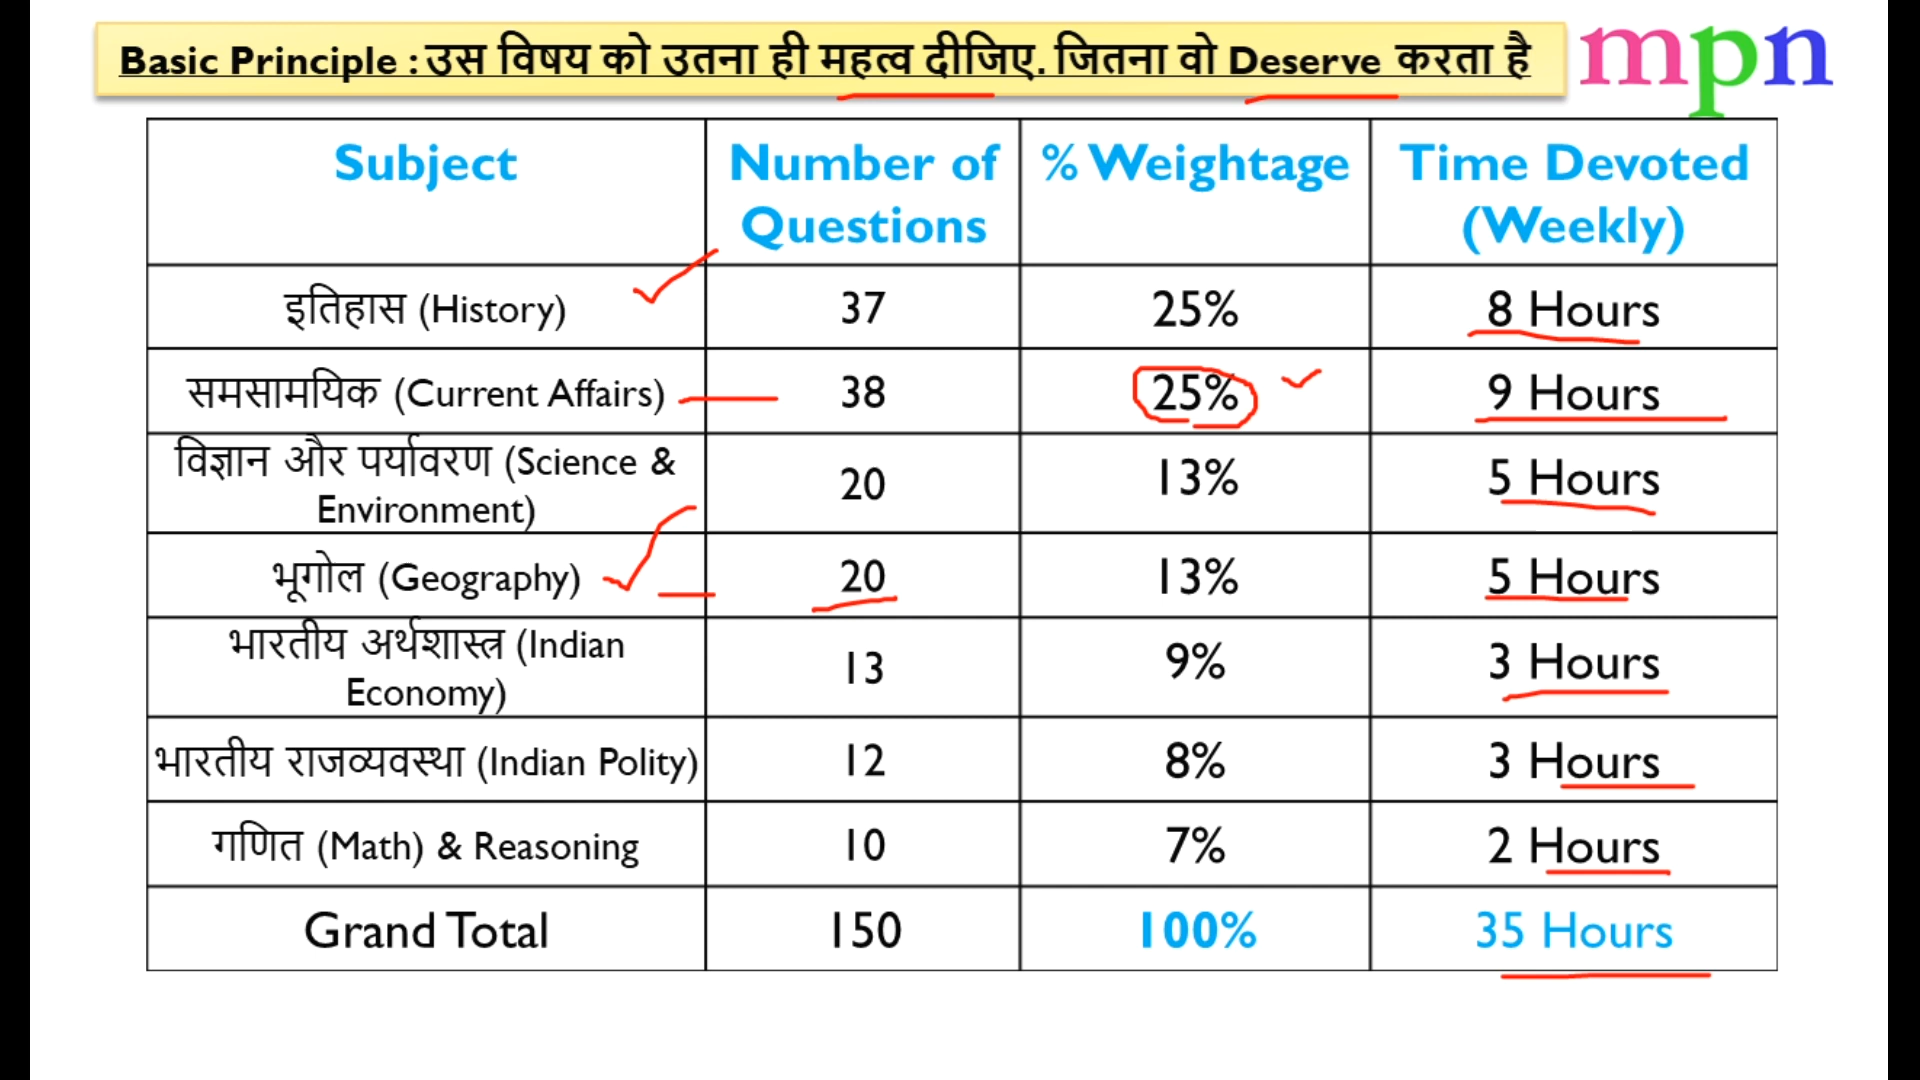 Basic Principle : उस विषय को उतना ही महत्व दीजिए. जितना वो Deserve करता है
mpn
Subject
Number of
Questions
% Weightage
Time Devoted
(Weekly)
इतिहास (History)
37
25%
8 Hours
समसामयिक (Current Affairs)
38
25%
9 Hours
विज्ञान और पर्यावरण (Science &
Environment)
20
13%
5 Hours
भूगोल (Geography)
20
13%
5 Hours
भारतीय अर्थशास्त्र (Indian
Economy)
13
9%
3 Hours
भारतीय राजव्यवस्था (Indian Polity)
12
8%
3 Hours
गणित (Math) & Reasoning
10
7%
2 Hours
Grand Total
150
100%
35 Hours